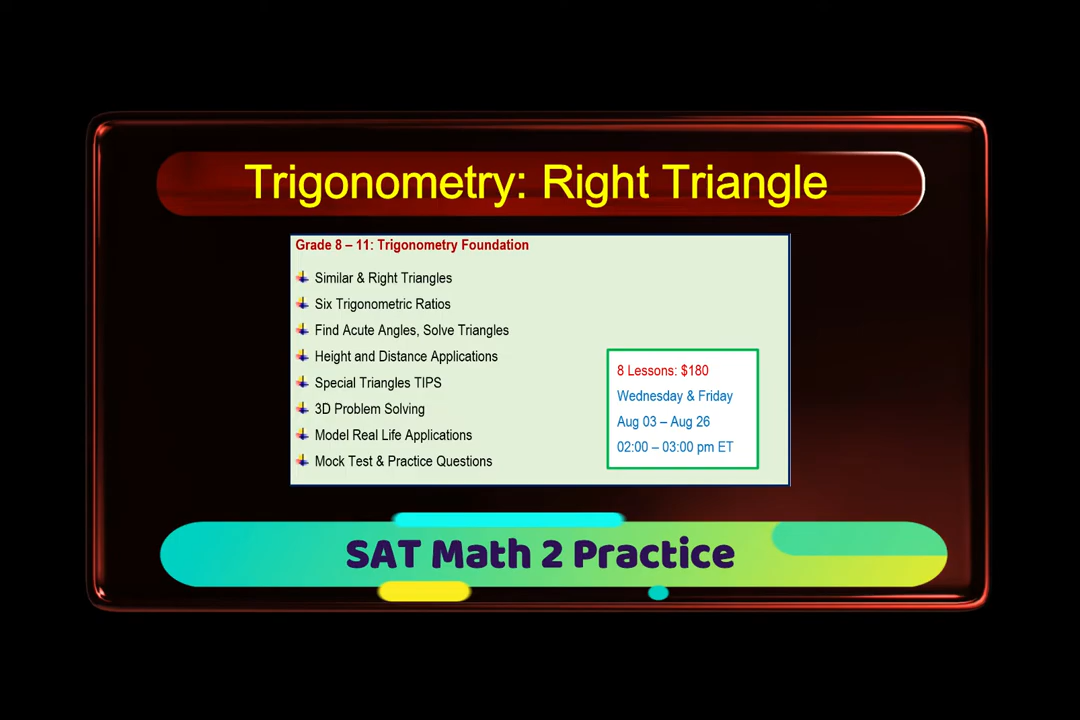 Trigonometry: Right Triangle
Grade 8 – 11: Trigonometry Foundation
Similar & Right Triangles
Six Trigonometric Ratios
Find Acute Angles, Solve Triangles
Height and Distance Applications
Special Triangles TIPS
3D Problem Solving
Model Real Life Applications
Mock Test & Practice Questions
8 Lessons: $180
Wednesday & Friday
Aug 03 – Aug 26
02:00 – 03:00 pm ET
SAT Math 2 Practice